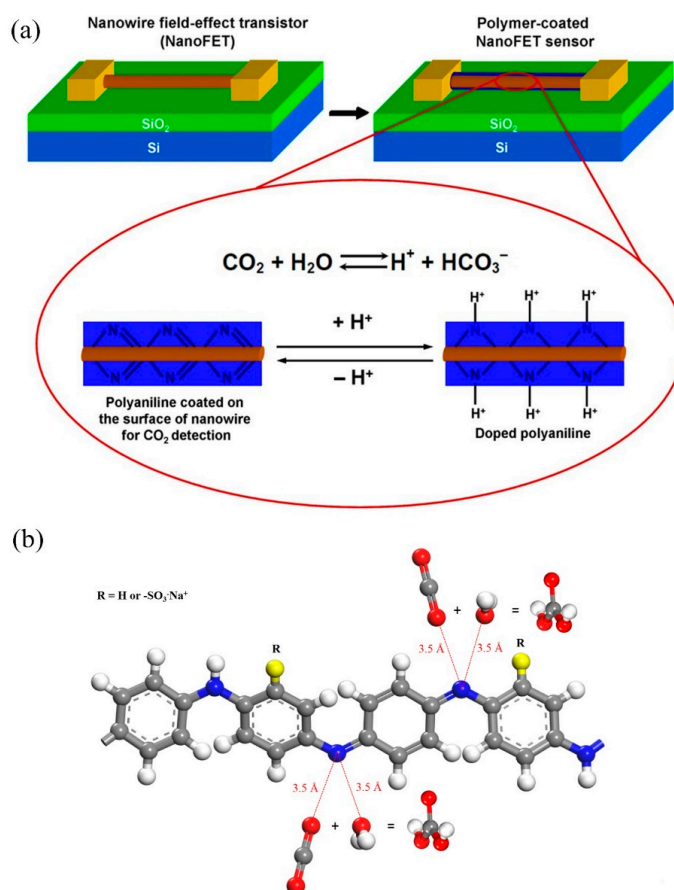 (a)
Nanowire field-effect transistor
(NanoFET)
Polymer-coated
NanoFET sensor
SiO₂
Si
SiO₂
Si
CO₂ + H₂O ⇌ H⁺ + HCO₃⁻
H⁺ H⁺ H⁺
N N N
N N N
+ H⁺
− H⁺
N N N
N N N
H⁺ H⁺ H⁺
Polyaniline coated on
the surface of nanowire
for CO₂ detection
Doped polyaniline
(b)
R = H or -SO₃⁻Na⁺
+ =
R
3.5 Å 3.5 Å
R
3.5 Å 3.5 Å
+ =